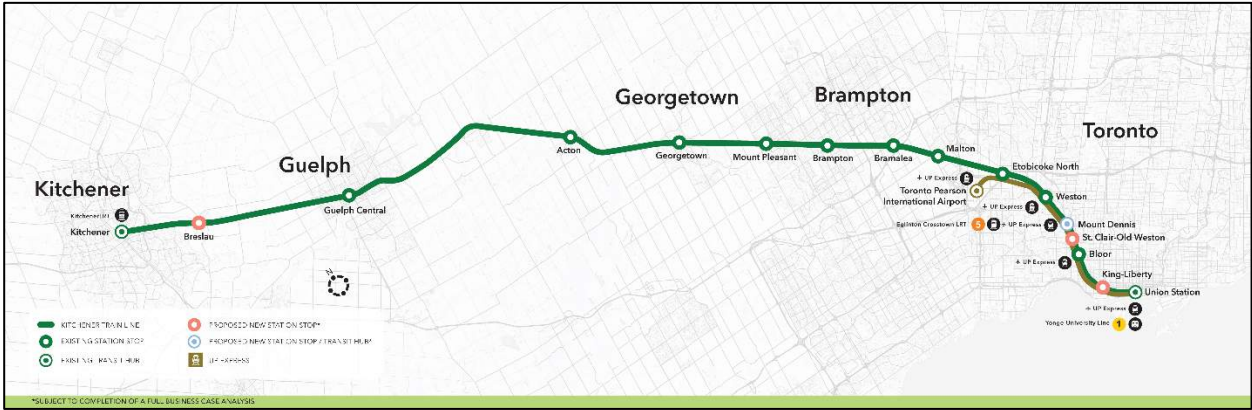 Georgetown
Brampton
Toronto
Guelph
Kitchener
Acton
Georgetown
Mount Pleasant
Brampton
Bramalea
Malton
Etobicoke North
+ UP Express
Toronto Pearson
International Airport
Weston
+ UP Express
Mount Dennis
Eglinton Crosstown LRT 5 + UP Express
St. Clair-Old Weston
Bloor
+ UP Express
King-Liberty
Union Station
+ UP Express
Yonge University Line 1
Guelph Central
Kitchener LRT
Kitchener
Breslau
N
KITCHENER TRAIN LINE
EXISTING STATION STOP
EXISTING TRANSIT HUB
PROPOSED NEW STATION STOP*
PROPOSED NEW STATION STOP / TRANSIT HUB*
UP EXPRESS
*SUBJECT TO COMPLETION OF A FULL BUSINESS CASE ANALYSIS